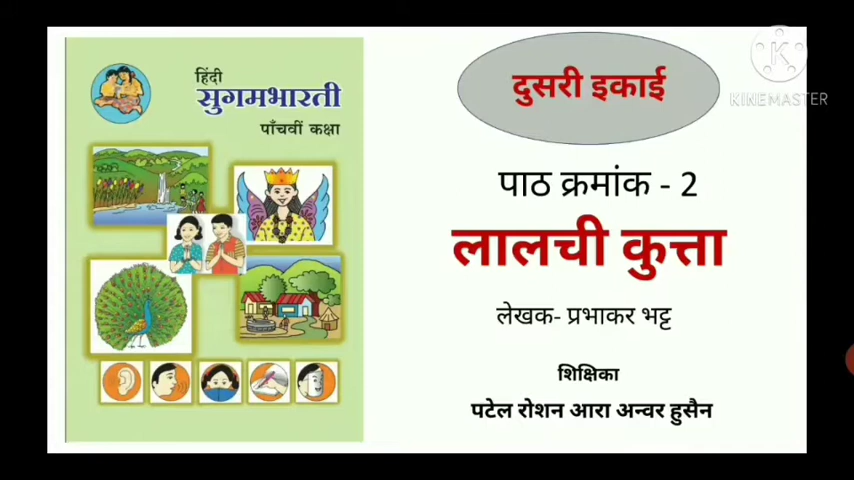 हिंदी
सुगमभारती
पाँचवीं कक्षा
दुसरी इकाई
KINEMASTER
पाठ क्रमांक - 2
लालची कुत्ता
लेखक- प्रभाकर भट्ट
शिक्षिका
पटेल रोशन आरा अन्वर हुसैन